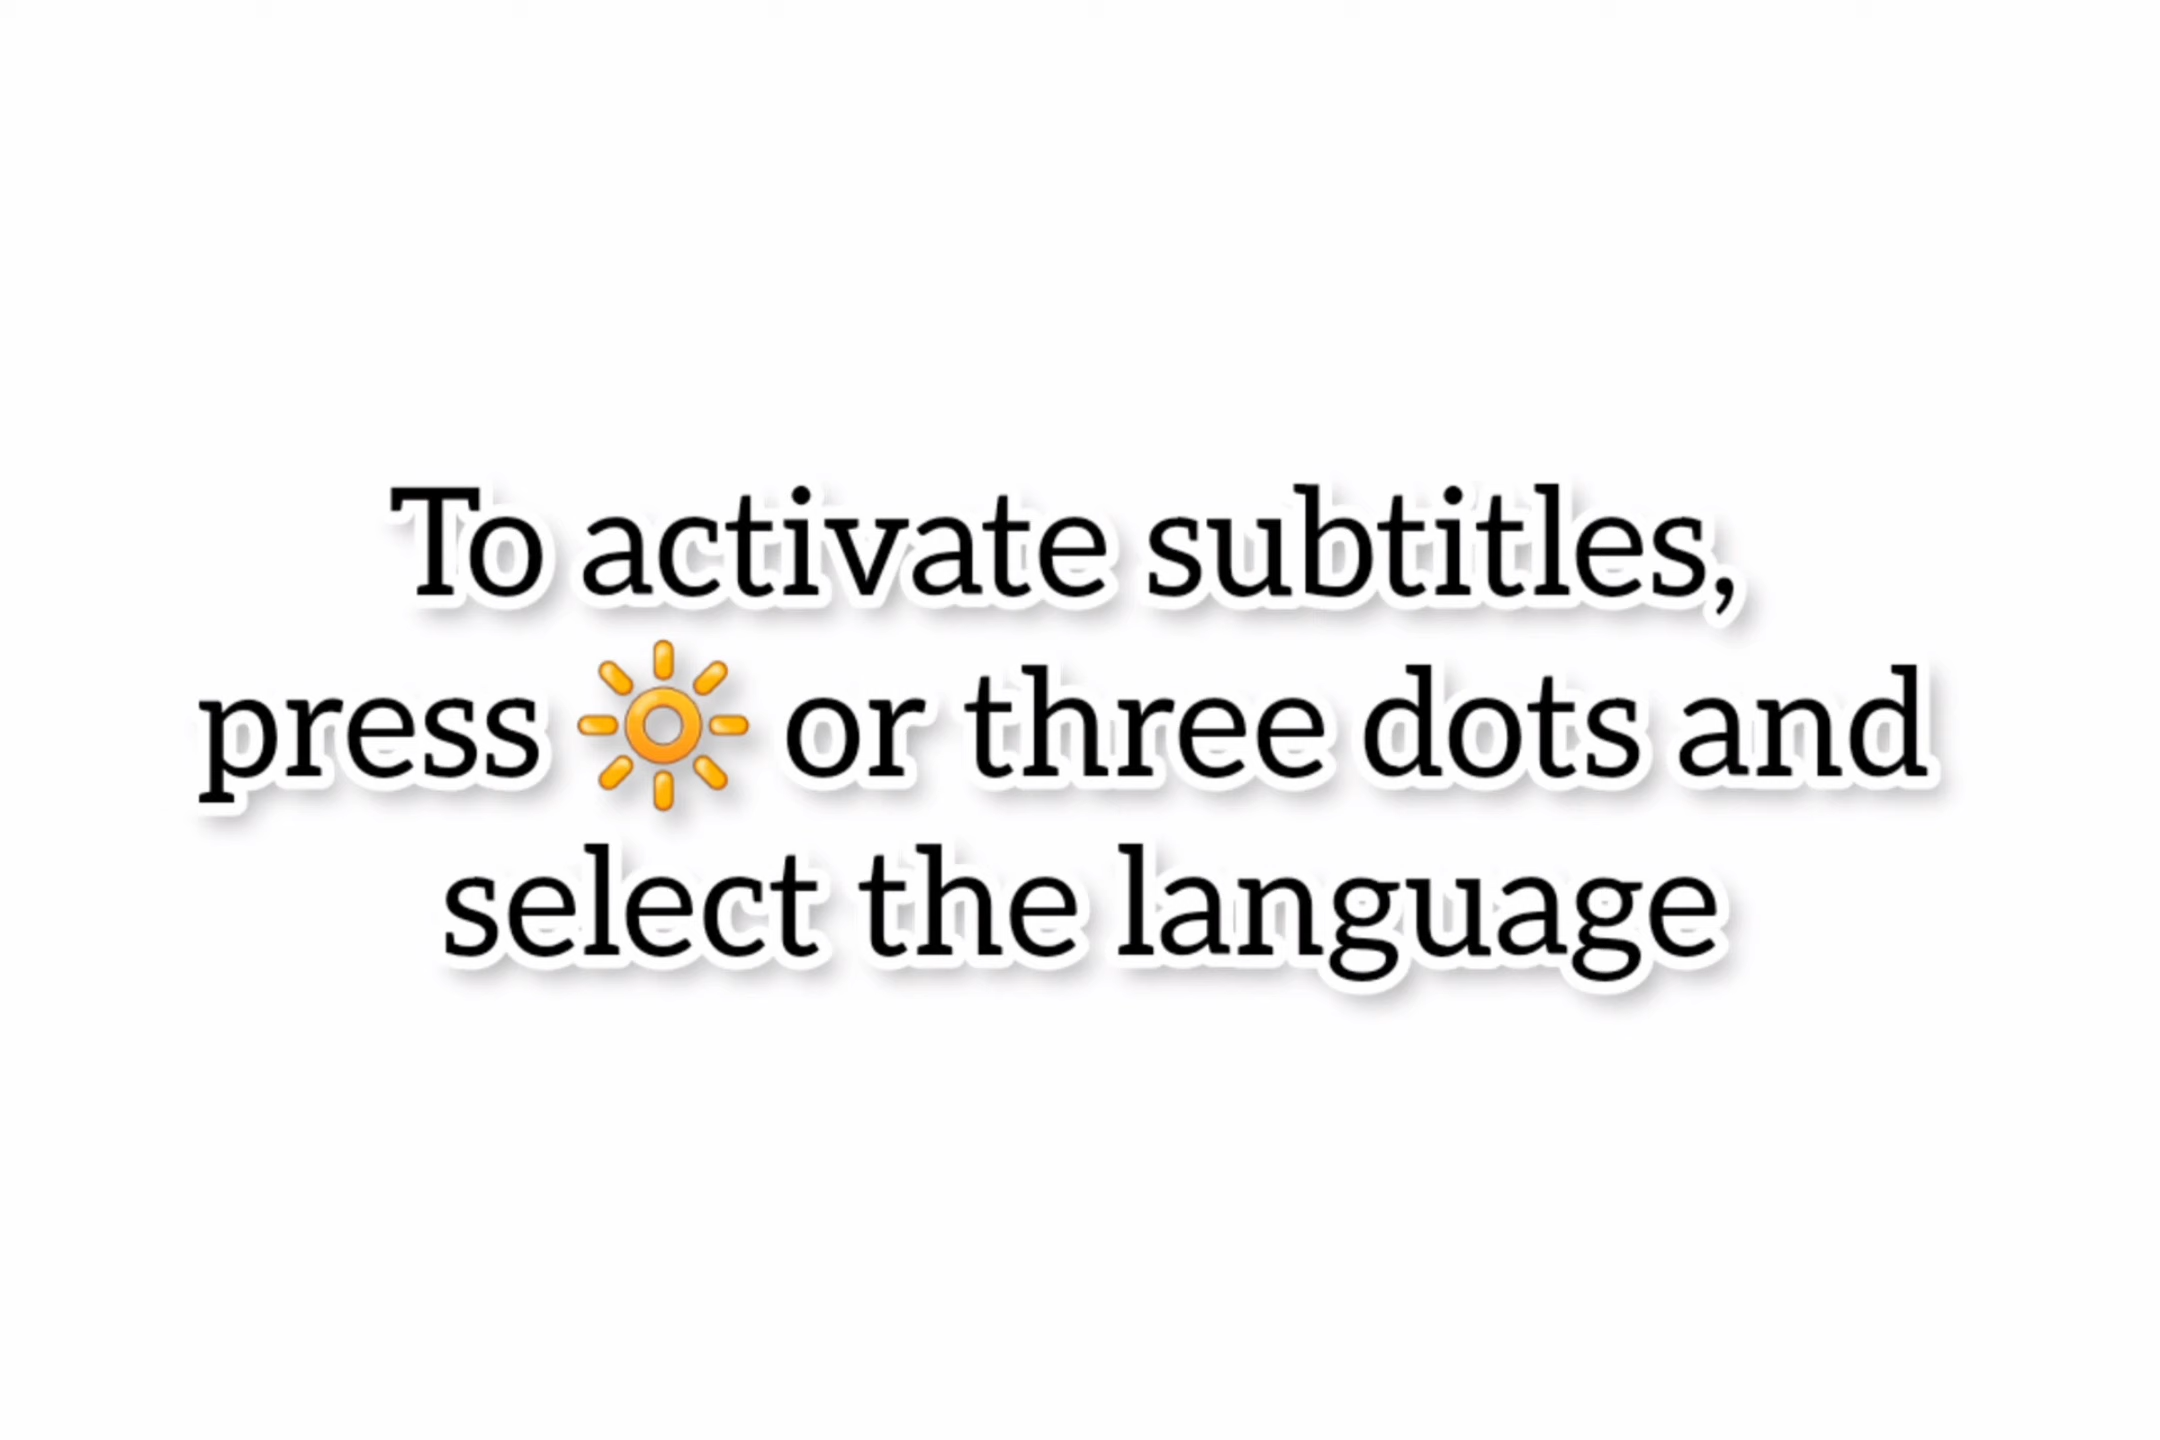 To activate subtitles,
press 🔆 or three dots and
select the language